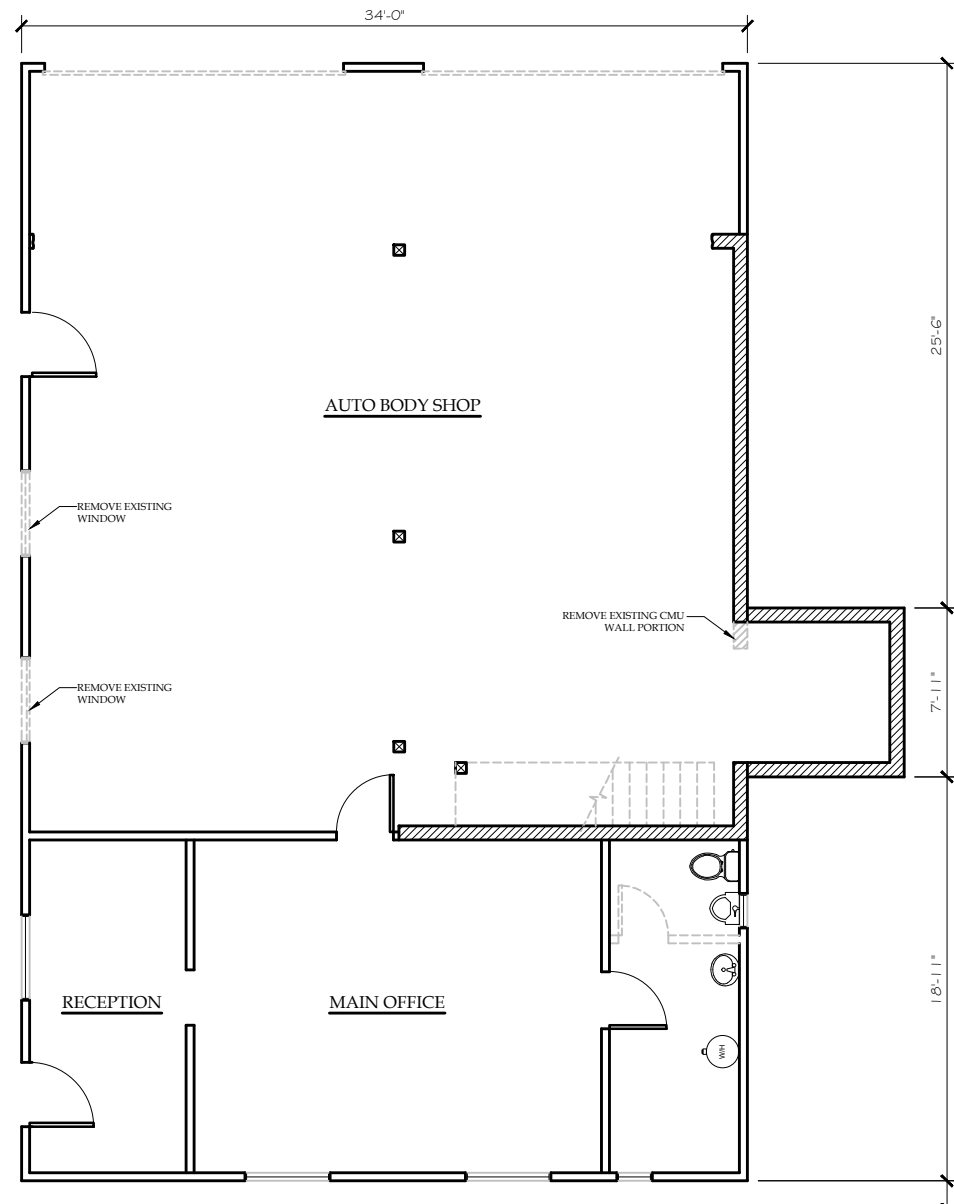 34'-0"
25'-6"
AUTO BODY SHOP
REMOVE EXISTING
WINDOW
REMOVE EXISTING CMU
WALL PORTION
7'-11"
REMOVE EXISTING
WINDOW
18'-11"
RECEPTION
MAIN OFFICE
W/H